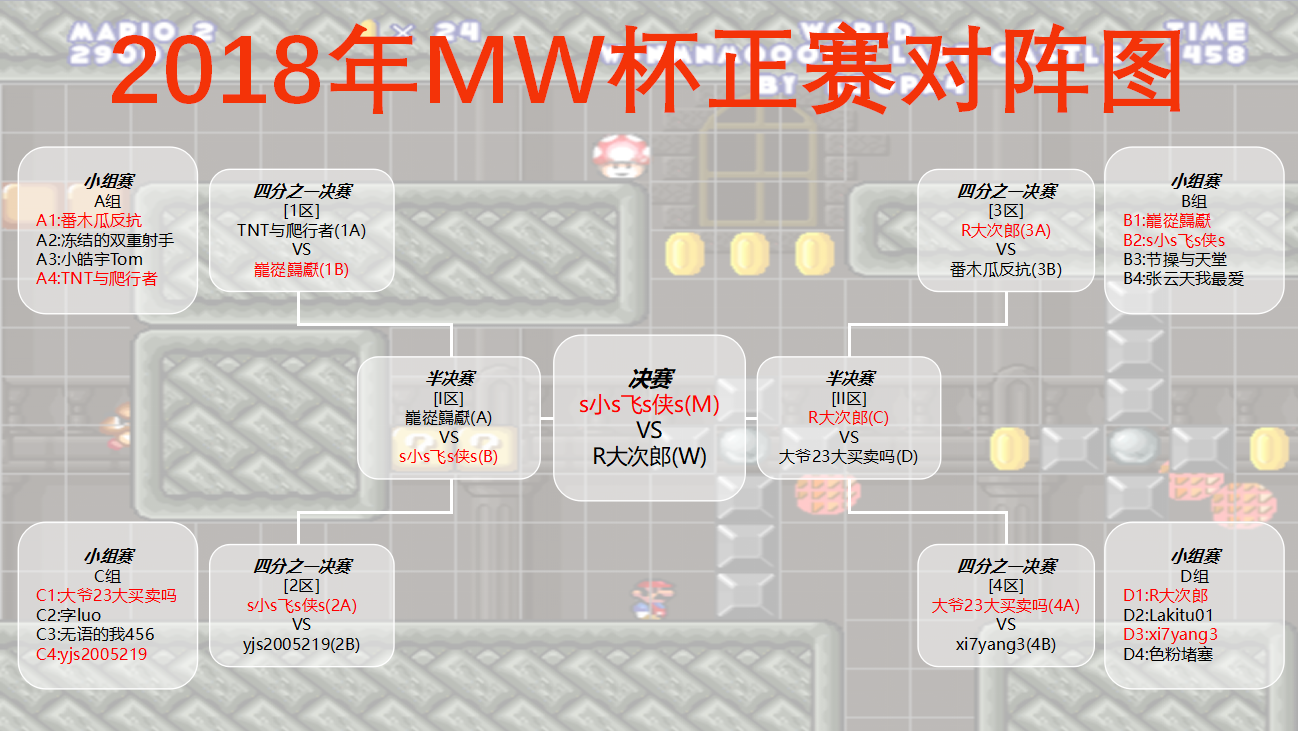 MARIO 2
× 24
WORLD
TIME
290
458
2018年MW杯正赛对阵图
小组赛
A组
A1:番木瓜反抗
A2:冻结的双重射手
A3:小皓宇Tom
A4:TNT与爬行者
四分之一决赛
[1区]
TNT与爬行者(1A)
VS
(1B)
四分之一决赛
[3区]
R大次郎(3A)
VS
番木瓜反抗(3B)
小组赛
B组
B1:
B2:s小s飞s侠s
B3:节操与天堂
B4:张云天我最爱
半决赛
[I区]
(A)
VS
s小s飞s侠s(B)
决赛
s小s飞s侠s(M)
VS
R大次郎(W)
半决赛
[II区]
R大次郎(C)
VS
大爷23大买卖吗(D)
小组赛
C组
C1:大爷23大买卖吗
C2:字luo
C3:无语的我456
C4:yjs2005219
四分之一决赛
[2区]
s小s飞s侠s(2A)
VS
yjs2005219(2B)
四分之一决赛
[4区]
大爷23大买卖吗(4A)
VS
xi7yang3(4B)
小组赛
D组
D1:R大次郎
D2:Lakitu01
D3:xi7yang3
D4:色粉堵塞